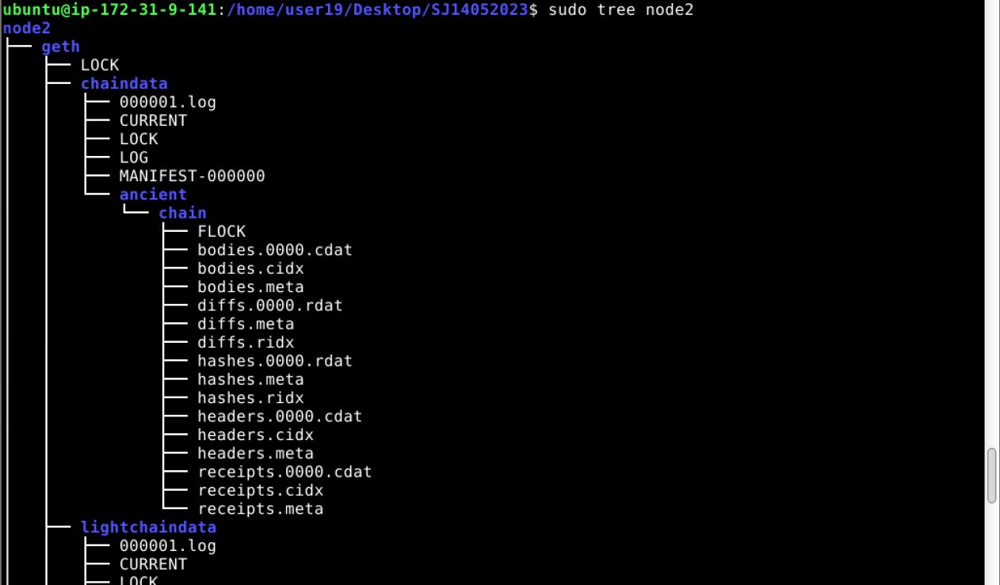 ubuntu@ip-172-31-9-141:/home/user19/Desktop/SJ14052023$ sudo tree node2
node2
├── geth
│   ├── LOCK
│   ├── chaindata
│   │   ├── 000001.log
│   │   ├── CURRENT
│   │   ├── LOCK
│   │   ├── LOG
│   │   ├── MANIFEST-000000
│   │   └── ancient
│   │       └── chain
│   │           ├── FLOCK
│   │           ├── bodies.0000.cdat
│   │           ├── bodies.cidx
│   │           ├── bodies.meta
│   │           ├── diffs.0000.rdat
│   │           ├── diffs.meta
│   │           ├── diffs.ridx
│   │           ├── hashes.0000.rdat
│   │           ├── hashes.meta
│   │           ├── hashes.ridx
│   │           ├── headers.0000.cdat
│   │           ├── headers.cidx
│   │           ├── headers.meta
│   │           ├── receipts.0000.cdat
│   │           ├── receipts.cidx
│   │           └── receipts.meta
│   ├── lightchaindata
│   │   ├── 000001.log
│   │   ├── CURRENT
│   │   ├── LOCK